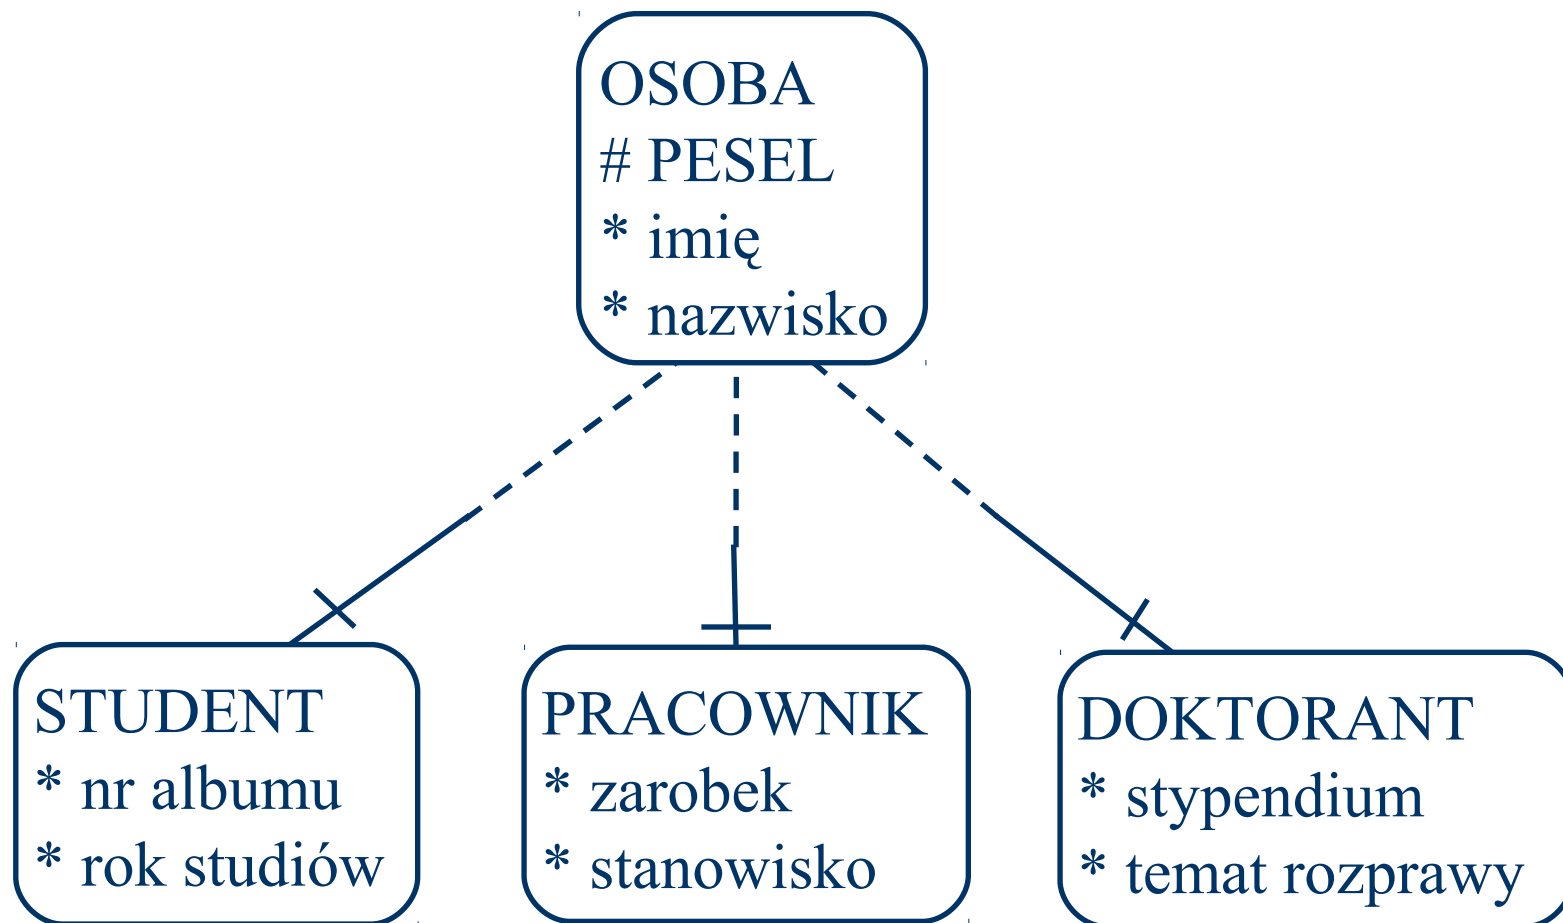 OSOBA
# PESEL
* imię
* nazwisko
STUDENT
* nr albumu
* rok studiów
PRACOWNIK
* zarobek
* stanowisko
DOKTORANT
* stypendium
* temat rozprawy